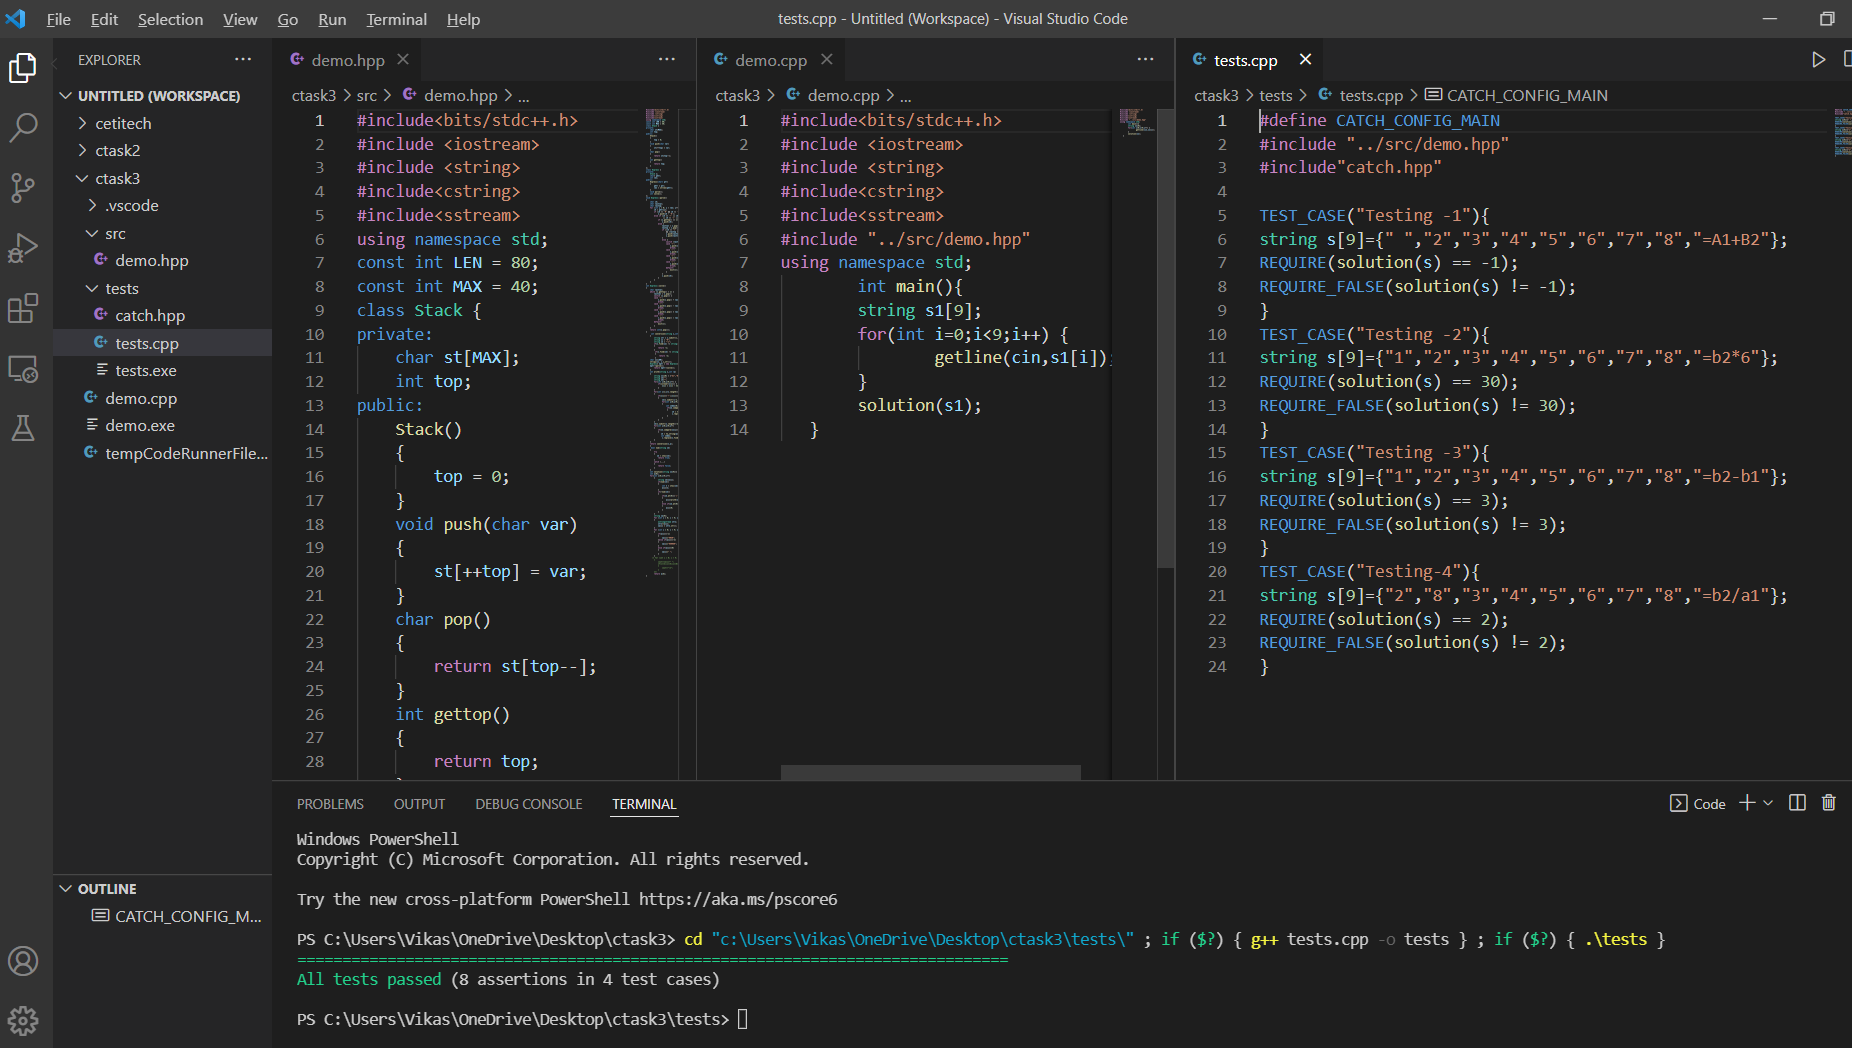 File Edit Selection View Go Run Terminal Help
tests.cpp - Untitled (Workspace) - Visual Studio Code
EXPLORER
UNTITLED (WORKSPACE)
cetitech
ctask2
ctask3
.vscode
src
demo.hpp
tests
catch.hpp
tests.cpp
tests.exe
demo.cpp
demo.exe
tempCodeRunnerFile...
OUTLINE
CATCH_CONFIG_M...
demo.hpp
ctask3 > src > demo.hpp > ...
1 #include<bits/stdc++.h>
2 #include <iostream>
3 #include <string>
4 #include<cstring>
5 #include<sstream>
6 using namespace std;
7 const int LEN = 80;
8 const int MAX = 40;
9 class Stack {
10 private:
11 char st[MAX];
12 int top;
13 public:
14 Stack()
15 {
16 top = 0;
17 }
18 void push(char var)
19 {
20 st[++top] = var;
21 }
22 char pop()
23 {
24 return st[top--];
25 }
26 int gettop()
27 {
28 return top;
demo.cpp
ctask3 > demo.cpp > ...
1 #include<bits/stdc++.h>
2 #include <iostream>
3 #include <string>
4 #include<cstring>
5 #include<sstream>
6 #include "../src/demo.hpp"
7 using namespace std;
8 int main(){
9 string s1[9];
10 for(int i=0;i<9;i++) {
11 getline(cin,s1[i]);
12 }
13 solution(s1);
14 }
tests.cpp
ctask3 > tests > tests.cpp > CATCH_CONFIG_MAIN
1 #define CATCH_CONFIG_MAIN
2 #include "../src/demo.hpp"
3 #include"catch.hpp"
4
5 TEST_CASE("Testing -1"){
6 string s[9]={" ","2","3","4","5","6","7","8","=A1+B2"};
7 REQUIRE(solution(s) == -1);
8 REQUIRE_FALSE(solution(s) != -1);
9 }
10 TEST_CASE("Testing -2"){
11 string s[9]={"1","2","3","4","5","6","7","8","=b2*6"};
12 REQUIRE(solution(s) == 30);
13 REQUIRE_FALSE(solution(s) != 30);
14 }
15 TEST_CASE("Testing -3"){
16 string s[9]={"1","2","3","4","5","6","7","8","=b2-b1"};
17 REQUIRE(solution(s) == 3);
18 REQUIRE_FALSE(solution(s) != 3);
19 }
20 TEST_CASE("Testing-4"){
21 string s[9]={"2","8","3","4","5","6","7","8","=b2/a1"};
22 REQUIRE(solution(s) == 2);
23 REQUIRE_FALSE(solution(s) != 2);
24 }
PROBLEMS OUTPUT DEBUG CONSOLE TERMINAL
Code
Windows PowerShell
Copyright (C) Microsoft Corporation. All rights reserved.
Try the new cross-platform PowerShell https://aka.ms/pscore6
PS C:\Users\Vikas\OneDrive\Desktop\ctask3> cd "c:\Users\Vikas\OneDrive\Desktop\ctask3\tests\" ; if ($?) { g++ tests.cpp -o tests } ; if ($?) { .\tests }
===============================================================================
All tests passed (8 assertions in 4 test cases)
PS C:\Users\Vikas\OneDrive\Desktop\ctask3\tests>